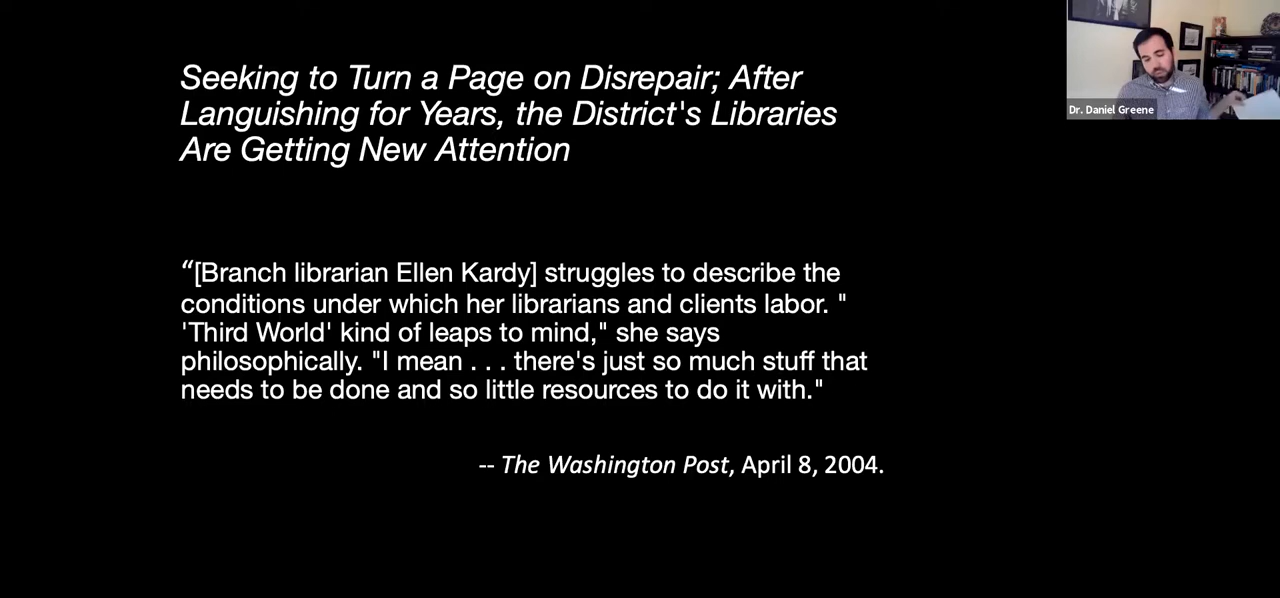 Seeking to Turn a Page on Disrepair; After
Languishing for Years, the District's Libraries
Are Getting New Attention
“[Branch librarian Ellen Kardy] struggles to describe the
conditions under which her librarians and clients labor. "
'Third World' kind of leaps to mind," she says
philosophically. "I mean . . . there's just so much stuff that
needs to be done and so little resources to do it with."
-- The Washington Post, April 8, 2004.
Dr. Daniel Greene